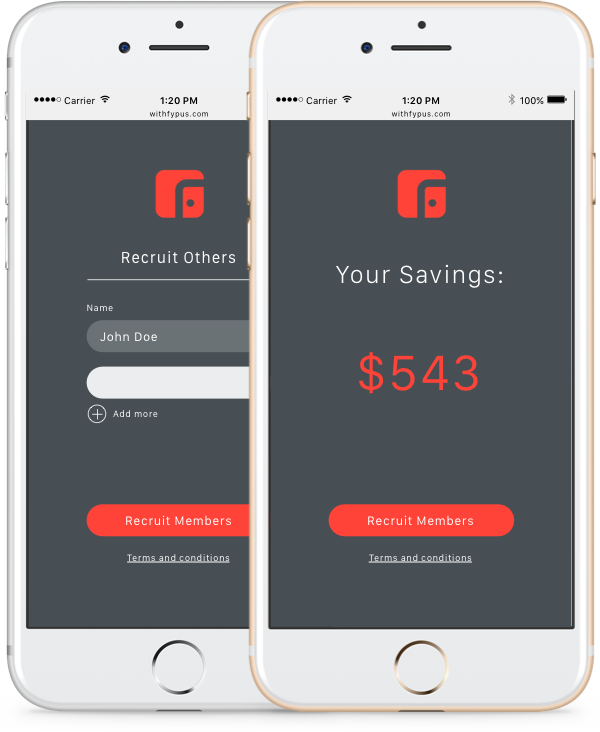 Carrier
1:20 PM
withfypus.com
Recruit Others
Name
John Doe
Add more
Recruit Members
Terms and conditions
Carrier
1:20 PM
100%
withfypus.com
Your Savings:
$543
Recruit Members
Terms and conditions